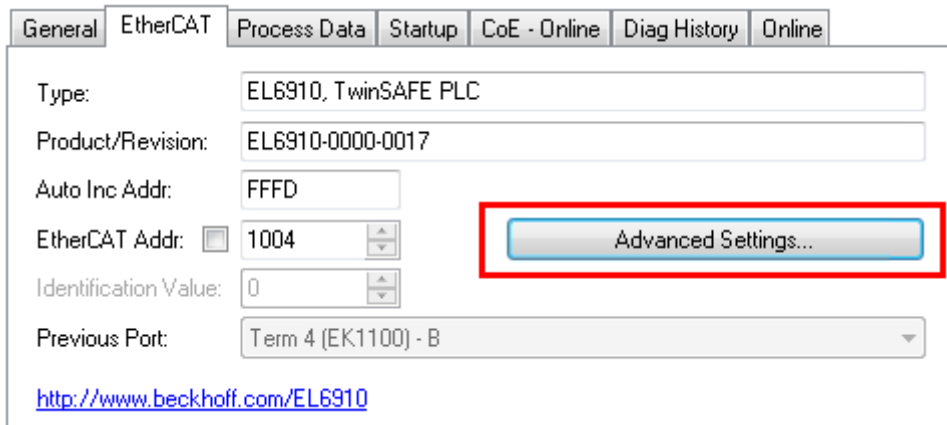 General EtherCAT Process Data Startup CoE - Online Diag History Online
Type: EL6910, TwinSAFE PLC
Product/Revision: EL6910-0000-0017
Auto Inc Addr: FFFD
EtherCAT Addr: 1004 Advanced Settings...
Identification Value: 0
Previous Port: Term 4 (EK1100) - B
http://www.beckhoff.com/EL6910